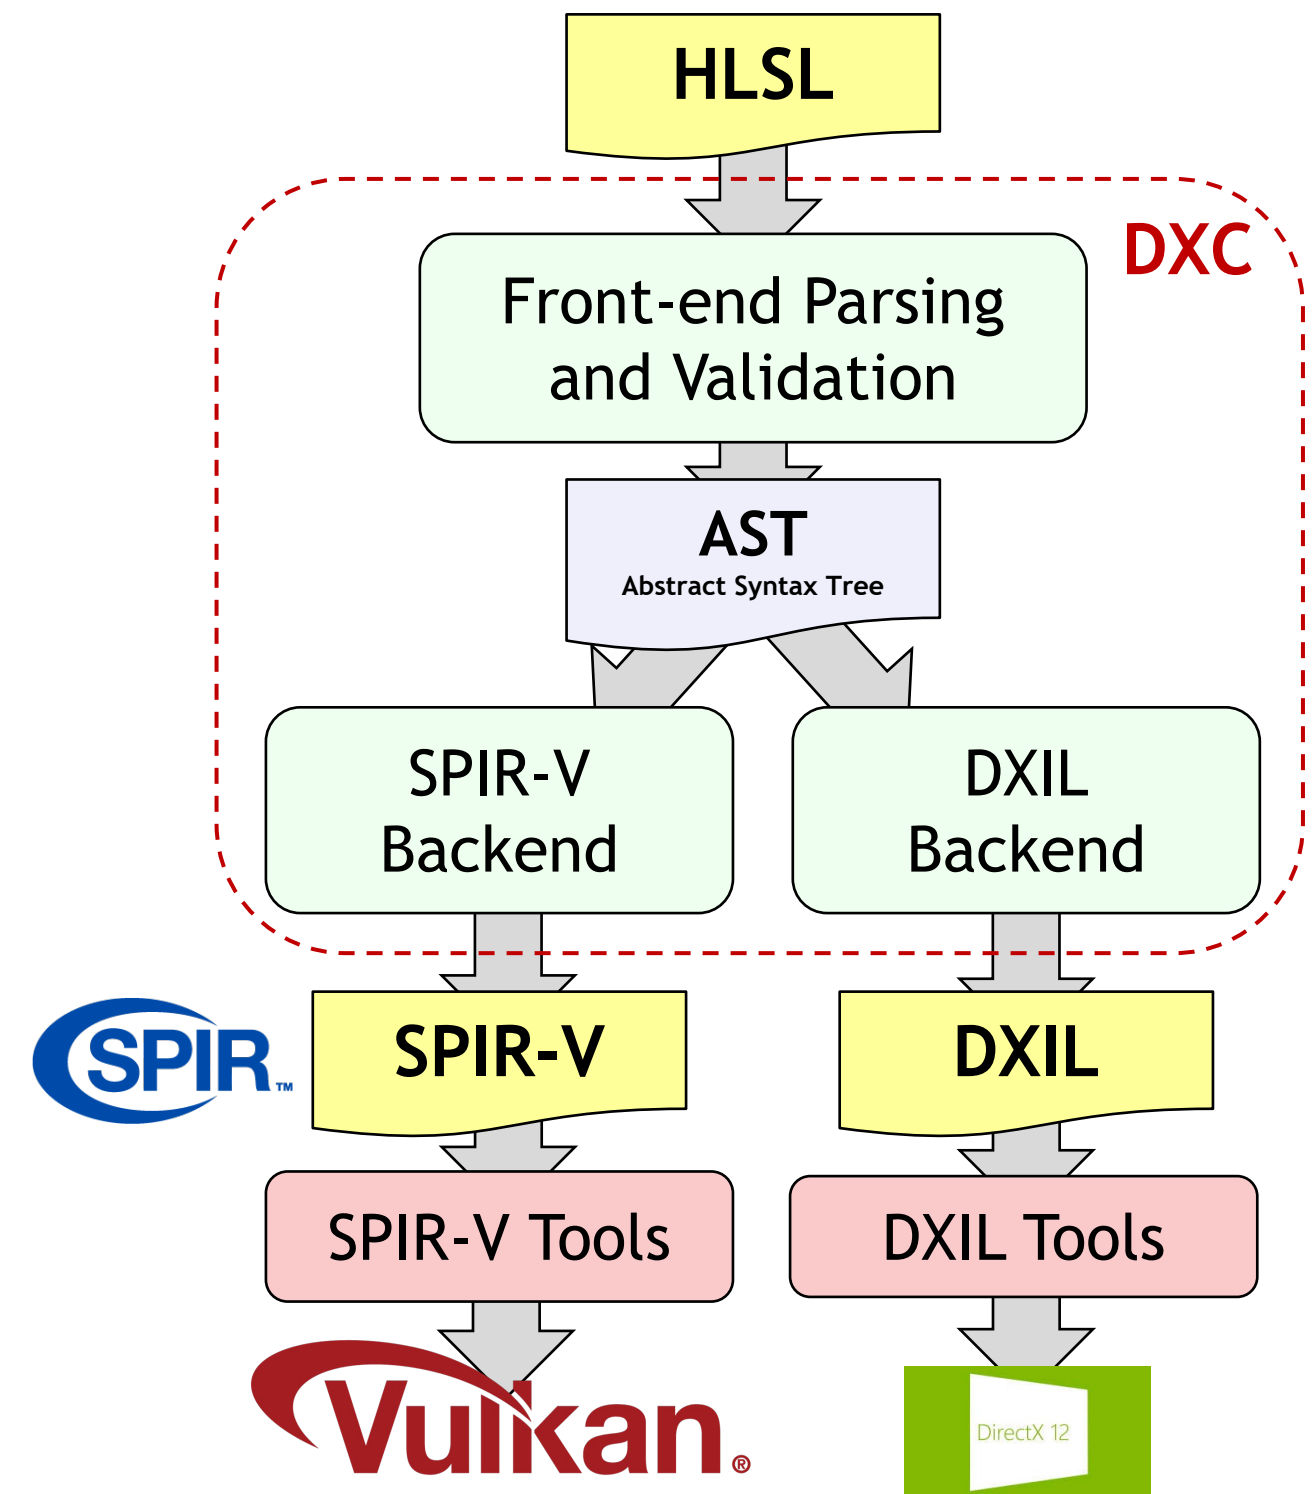 HLSL
DXC
Front-end Parsing
and Validation
AST
Abstract Syntax Tree
SPIR-V
Backend
DXIL
Backend
SPIR™
SPIR-V
DXIL
SPIR-V Tools
DXIL Tools
Vulkan®
DirectX 12